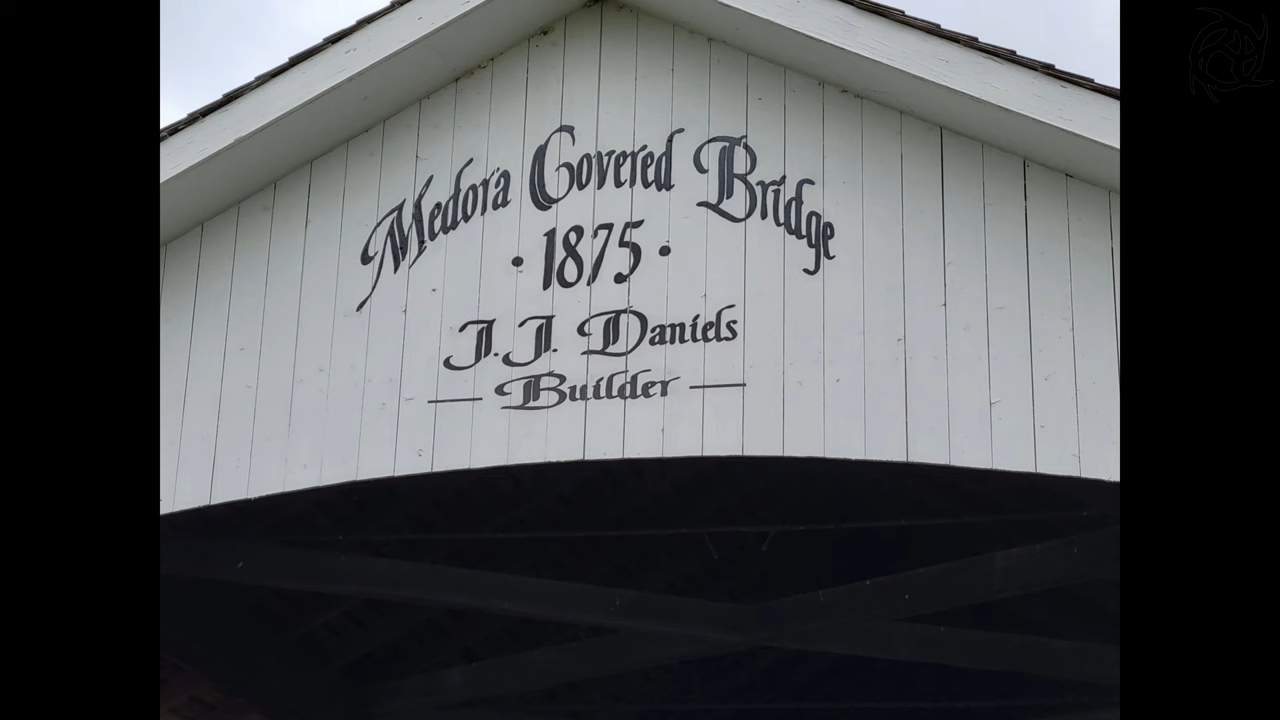 Medora Covered Bridge
· 1875 ·
J. J. Daniels
— Builder —